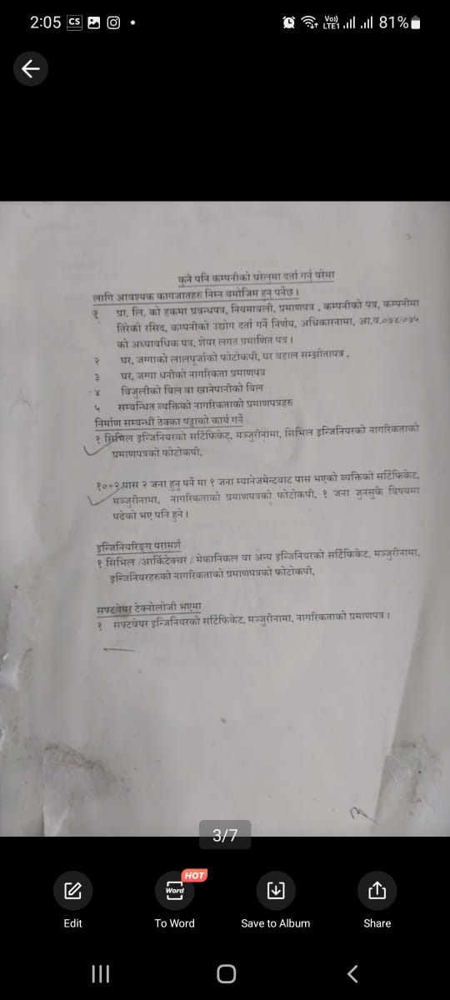 2:05 CS
Vo)) LTE1 81%
कुनै पनि कम्पनीको घरेलुमा दर्ता गर्नु परेमा
लागि आवश्यक कागजातहरु निम्न बमोजिम हुनु पर्नेछ ।
१ प्रा. लि. को हकमा प्रवन्धपत्र, नियमावली, प्रमाणपत्र , कम्पनीको पत्र, कम्पनीमा
तिरेको रसिद, कम्पनीको उद्योग दर्ता गर्ने निर्णय, अधिकारनामा, आ.व.०७४/०७५
को अध्यावधिक पत्र, शेयर लगत प्रमाणित पत्र ।
२ घर, जग्गाको लालपूर्जाको फोटोकपी, घर वहाल सम्झौतापत्र ,
३ घर, जग्गा धनीको नागरिकता प्रमाणपत्र
४ बिजुलीको बिल वा खानेपानीको बिल
५ सम्बन्धित व्यक्तिको नागरिकताको प्रमाणपत्रहरु
निर्माण सम्बन्धी ठेक्का पट्टाको कार्य गर्ने
१ सिभिल इन्जिनियरको सर्टिफिकेट, मञ्जुरीनामा, सिभिल इन्जिनियरको नागरिकताको
प्रमाणपत्रको फोटोकपी,
१०+२ पास २ जना हुनु पर्ने मा १ जना म्यानेजमेन्टबाट पास भएको व्यक्तिको सर्टिफिकेट,
मञ्जुरीनामा, नागरिकताको प्रमाणपत्रको फोटोकपी, १ जना जुनसुकै विषयमा
पढेको भए पनि हुने ।
इन्जिनियरिङ्ग परामर्श
१ सिभिल /आर्किटेक्चर / मेकानिकल वा अन्य इन्जिनियरको सर्टिफिकेट, मञ्जुरीनामा,
इन्जिनियरहरुको नागरिकताको प्रमाणपत्रको फोटोकपी,
सफ्टवेयर टेक्नोलोजी भएमा
१ सफ्टवेयर इन्जिनियरको सर्टिफिकेट, मञ्जुरीनामा, नागरिकताको प्रमाणपत्र ।
3/7
HOT
Word
Edit To Word Save to Album Share